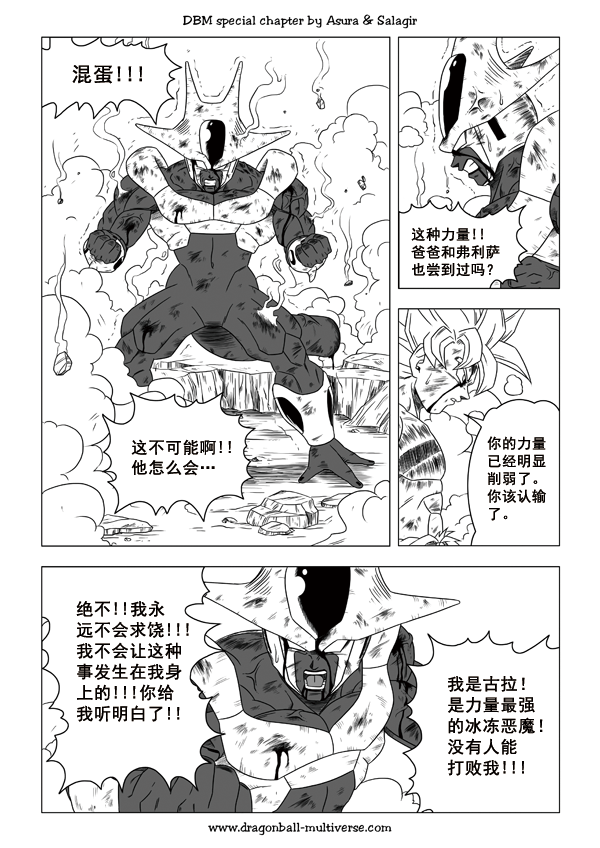 DBM special chapter by Asura & Salagir
混蛋!!!
这不可能啊!!
他怎么会…
这种力量!!
爸爸和弗利萨
也尝到过吗?
你的力量
已经明显
削弱了。
你该认输
了。
绝不!!我永
远不会求饶!!!
我不会让这种
事发生在我身
上的!!!你给
我听明白了!!
我是古拉!
是力量最强
的冰冻恶魔!
没有人能
打败我!!!
www.dragonball-multiverse.com